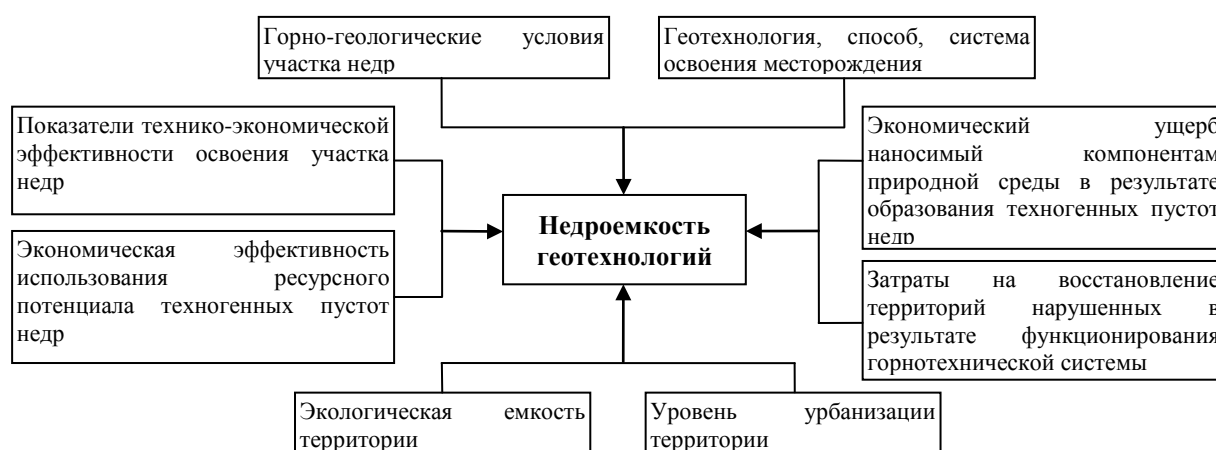 Горно-геологические условия
участка недр
Геотехнология, способ, система
освоения месторождения
Показатели технико-экономической
эффективности освоения участка
недр
Экономический ущерб
наносимый компонентам
природной среды в результате
образования техногенных пустот
недр
Недроемкость
геотехнологий
Экономическая эффективность
использования ресурсного
потенциала техногенных пустот
недр
Затраты на восстановление
территорий нарушенных в
результате функционирования
горнотехнической системы
Экологическая емкость
территории
Уровень урбанизации
территории